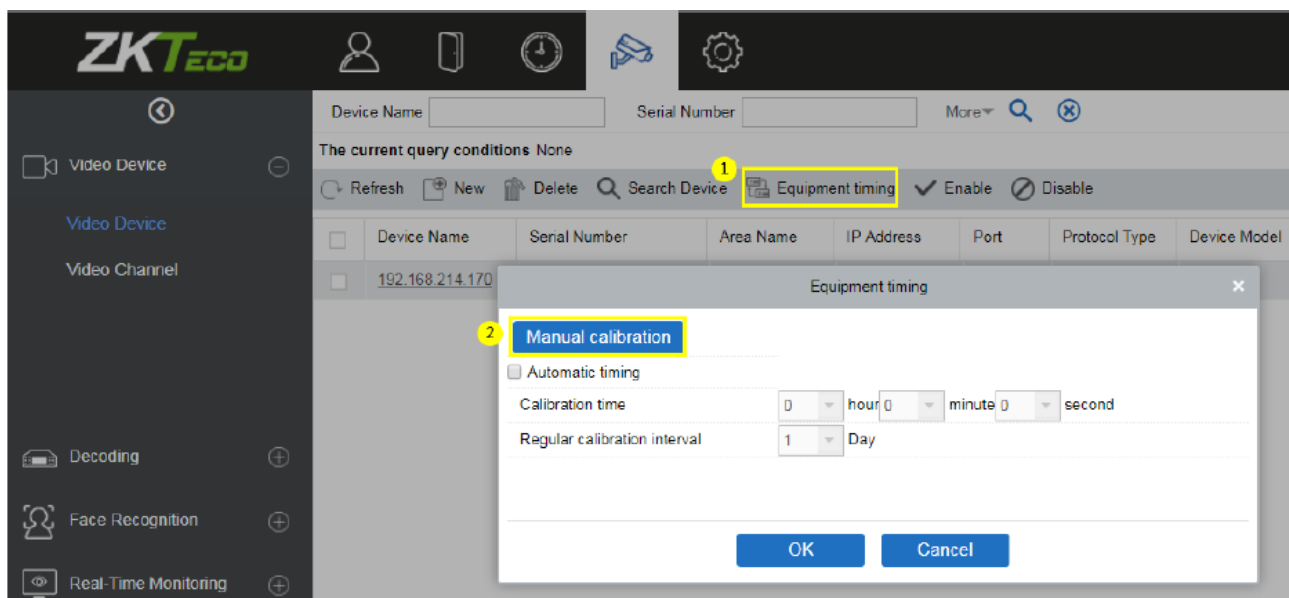 ZKTECO
Device Name Serial Number More
Video Device
The current query conditions None
1
Refresh New Delete Search Device Equipment timing Enable Disable
Video Device
Device Name Serial Number Area Name IP Address Port Protocol Type Device Model
Video Channel
192.168.214.170
Equipment timing
2
Manual calibration
Automatic timing
Calibration time 0 hour 0 minute 0 second
Regular calibration interval 1 Day
Decoding
Face Recognition
OK Cancel
Real-Time Monitoring